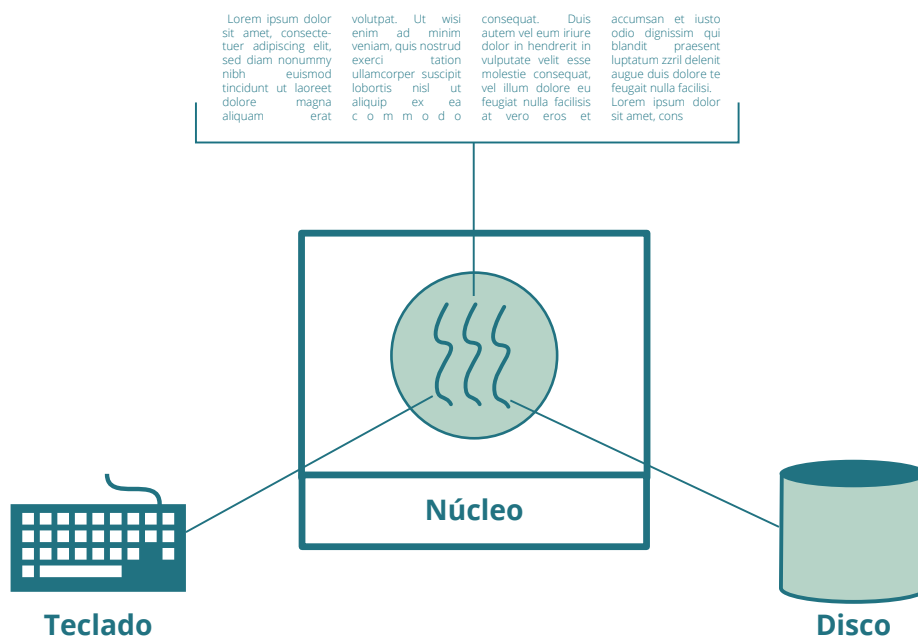 Lorem ipsum dolor
sit amet, consecte-
tuer adipiscing elit,
sed diam nonummy
nibh euismod
tincidunt ut laoreet
dolore magna
aliquam erat
volutpat. Ut wisi
enim ad minim
veniam, quis nostrud
exerci tation
ullamcorper suscipit
lobortis nisl ut
aliquip ex ea
commodo
consequat. Duis
autem vel eum iriure
dolor in hendrerit in
vulputate velit esse
molestie consequat,
vel illum dolore eu
feugiat nulla facilisis
at vero eros et
accumsan et iusto
odio dignissim qui
blandit praesent
luptatum zzril delenit
augue duis dolore te
feugait nulla facilisi.
Lorem ipsum dolor
sit amet, cons
Núcleo
Teclado
Disco